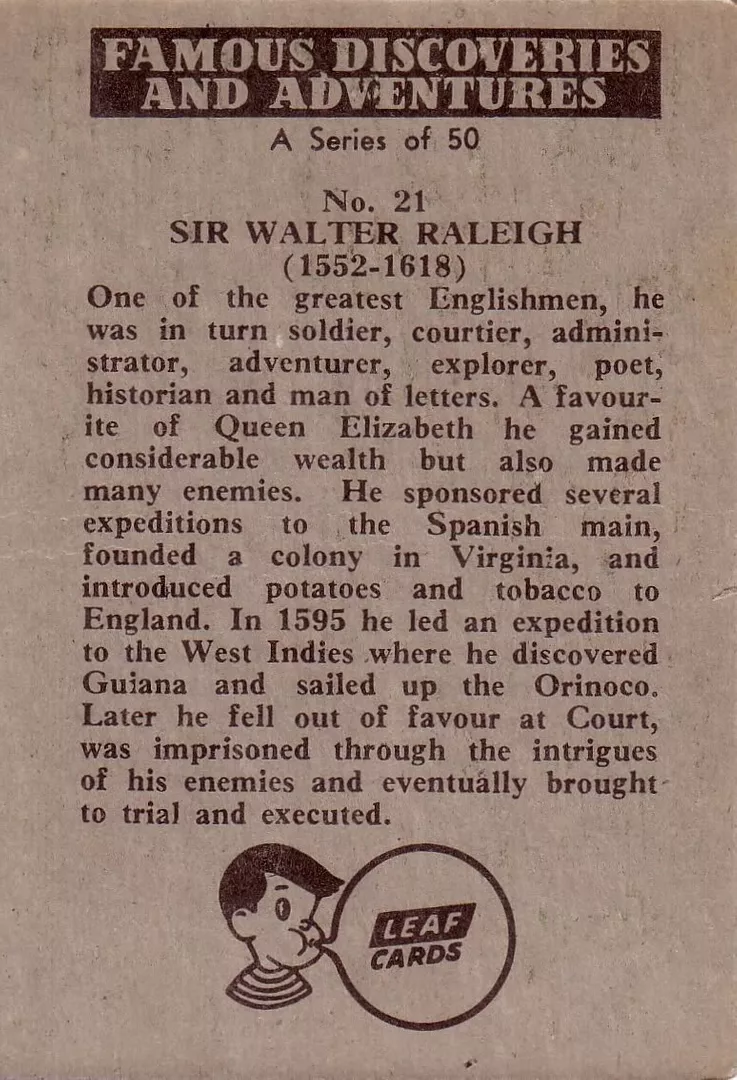 FAMOUS DISCOVERIES
AND ADVENTURES
A Series of 50
No. 21
SIR WALTER RALEIGH
(1552-1618)
One of the greatest Englishmen, he
was in turn soldier, courtier, admini-
strator, adventurer, explorer, poet,
historian and man of letters. A favour-
ite of Queen Elizabeth he gained
considerable wealth but also made
many enemies. He sponsored several
expeditions to the Spanish main,
founded a colony in Virginia, and
introduced potatoes and tobacco to
England. In 1595 he led an expedition
to the West Indies where he discovered
Guiana and sailed up the Orinoco.
Later he fell out of favour at Court,
was imprisoned through the intrigues
of his enemies and eventually brought
to trial and executed.
LEAF
CARDS